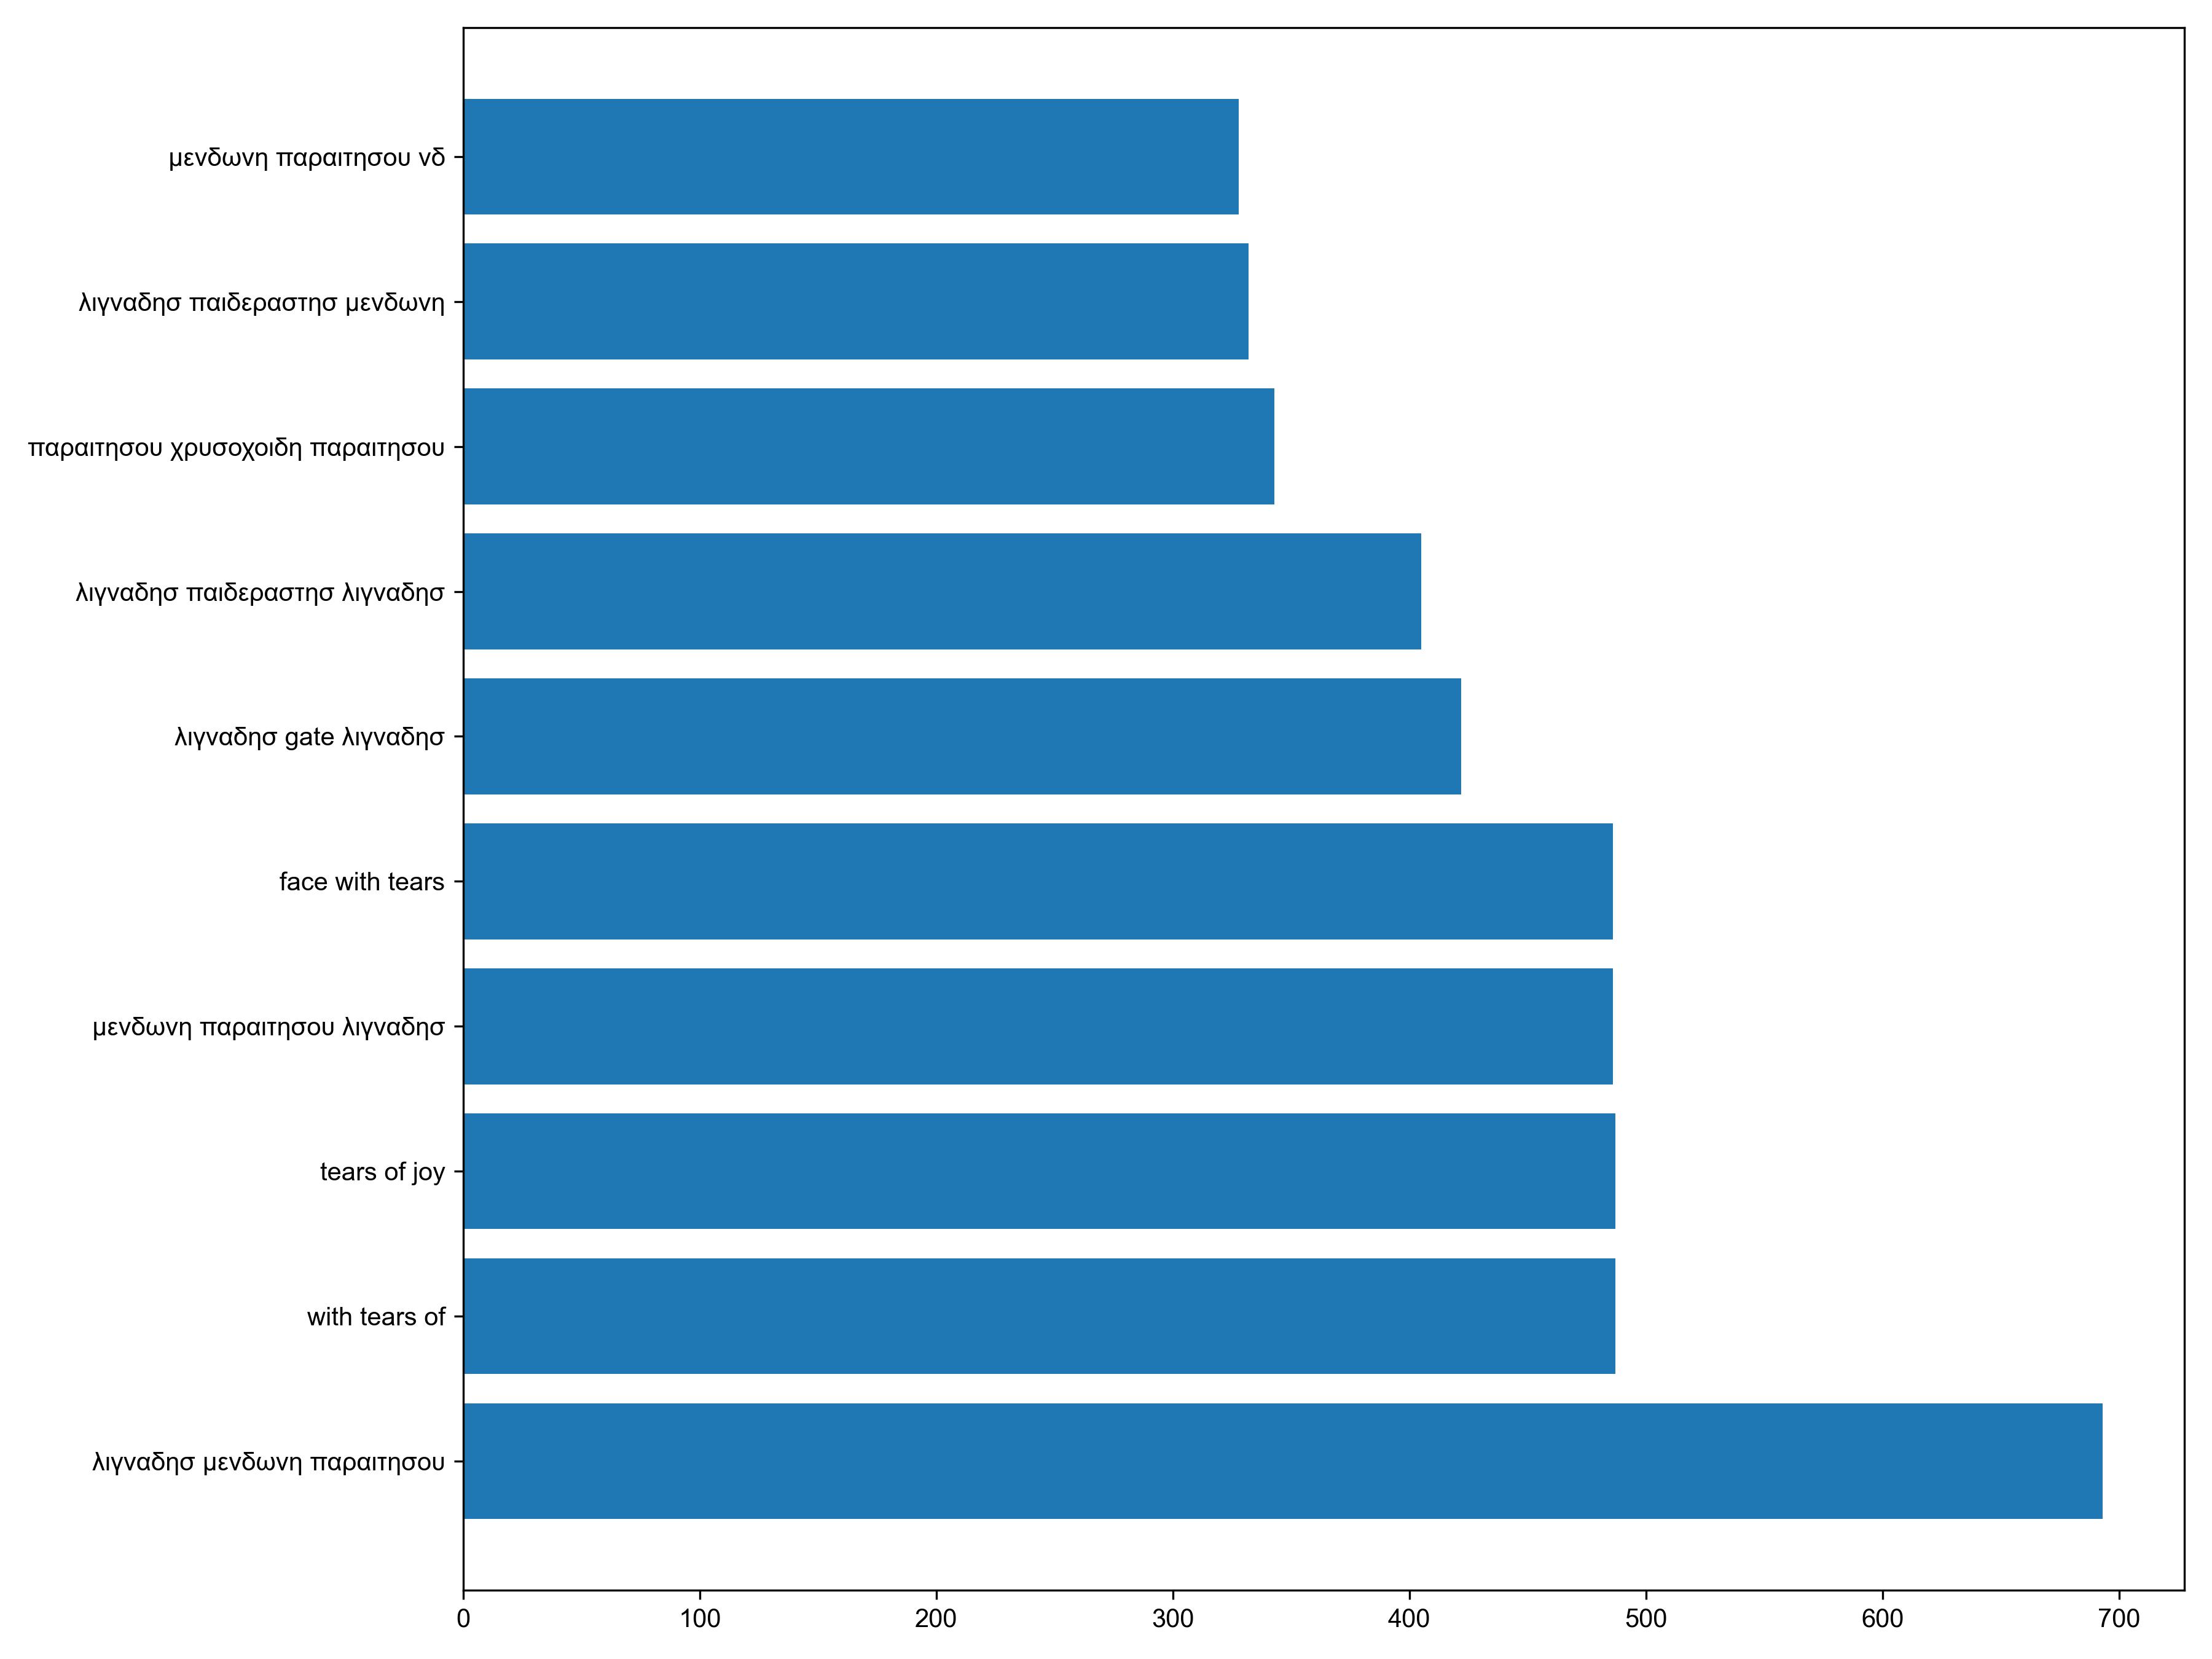 μενδωνη παραιτησου νδ
λιγναδησ παιδεραστησ μενδωνη
παραιτησου χρυσοχοιδη παραιτησου
λιγναδησ παιδεραστησ λιγναδησ
λιγναδησ gate λιγναδησ
face with tears
μενδωνη παραιτησου λιγναδησ
tears of joy
with tears of
λιγναδησ μενδωνη παραιτησου
0 100 200 300 400 500 600 700